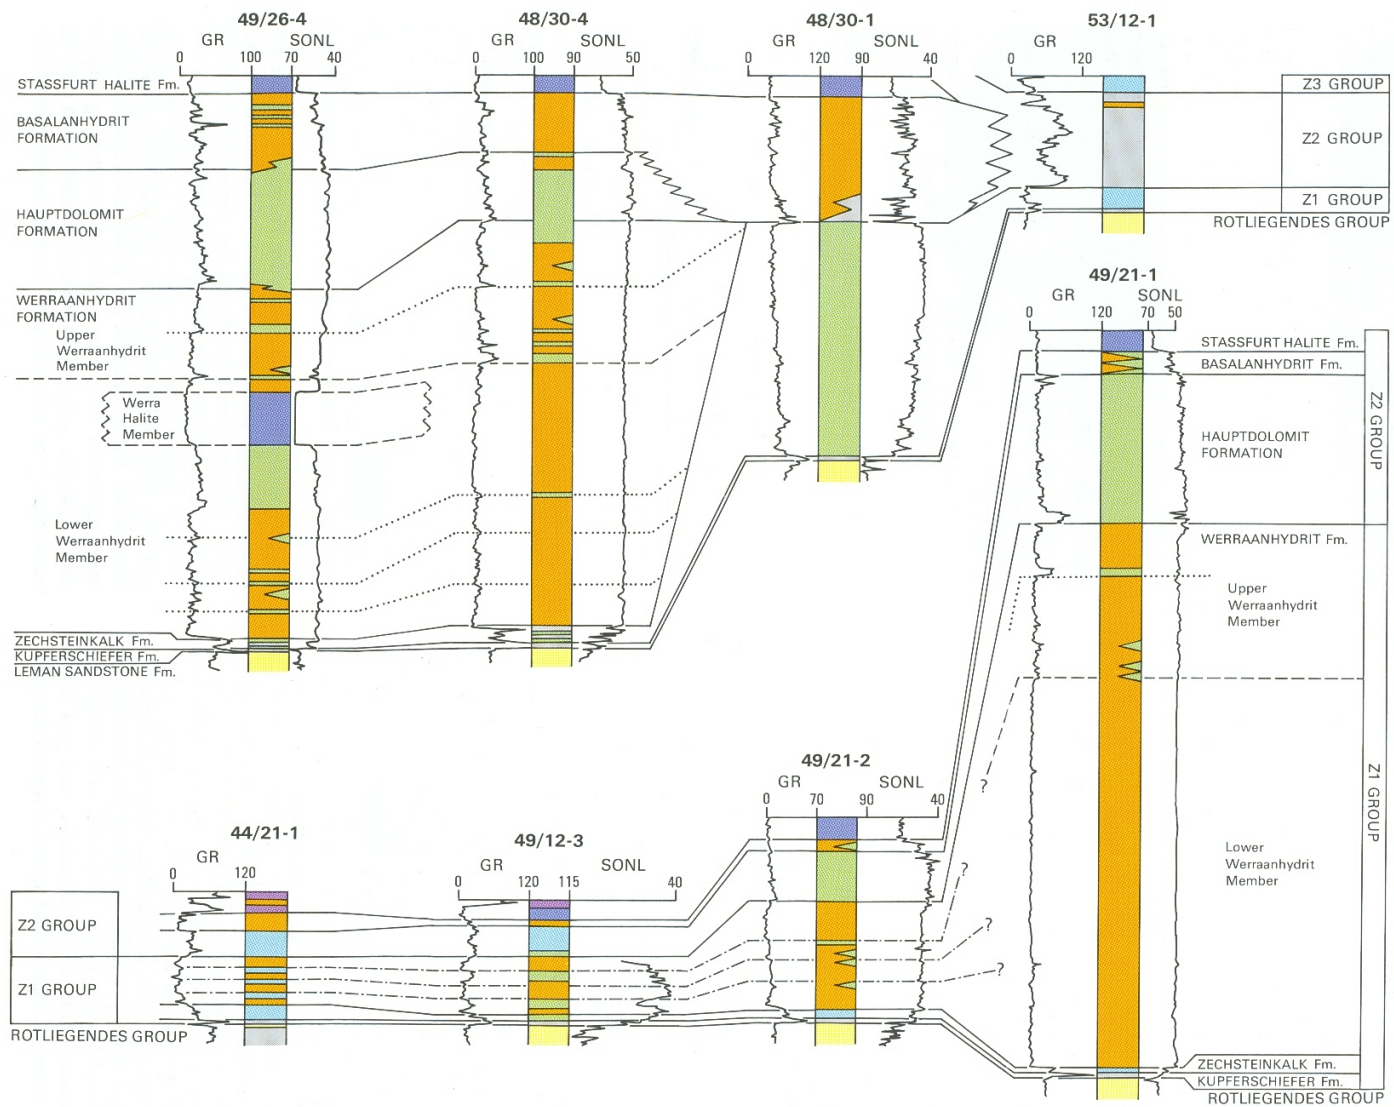 49/26-4
48/30-4
48/30-1
53/12-1
GR SONL
GR SONL
GR SONL
GR
0 100 70 40
0 100 90 50
0 120 90 40
0 120
STASSFURT HALITE Fm.
BASALANHYDRIT
FORMATION
HAUPTDOLOMIT
FORMATION
WERRAANHYDRIT
FORMATION
Upper
Werraanhydrit
Member
Werra
Halite
Member
Lower
Werraanhydrit
Member
ZECHSTEINKALK Fm.
KUPFERSCHIEFER Fm.
LEMAN SANDSTONE Fm.
Z3 GROUP
Z2 GROUP
Z1 GROUP
ROTLIEGENDES GROUP
49/21-1
GR SONL
0 120 70 50
STASSFURT HALITE Fm.
BASALANHYDRIT Fm.
HAUPTDOLOMIT
FORMATION
WERRAANHYDRIT Fm.
Upper
Werraanhydrit
Member
Lower
Werraanhydrit
Member
ZECHSTEINKALK Fm.
KUPFERSCHIEFER Fm.
ROTLIEGENDES GROUP
Z2 GROUP
Z1 GROUP
44/21-1
GR
0 120
49/12-3
GR SONL
0 120 115 40
49/21-2
GR SONL
0 70 90 40
?
?
?
?
Z2 GROUP
Z1 GROUP
ROTLIEGENDES GROUP